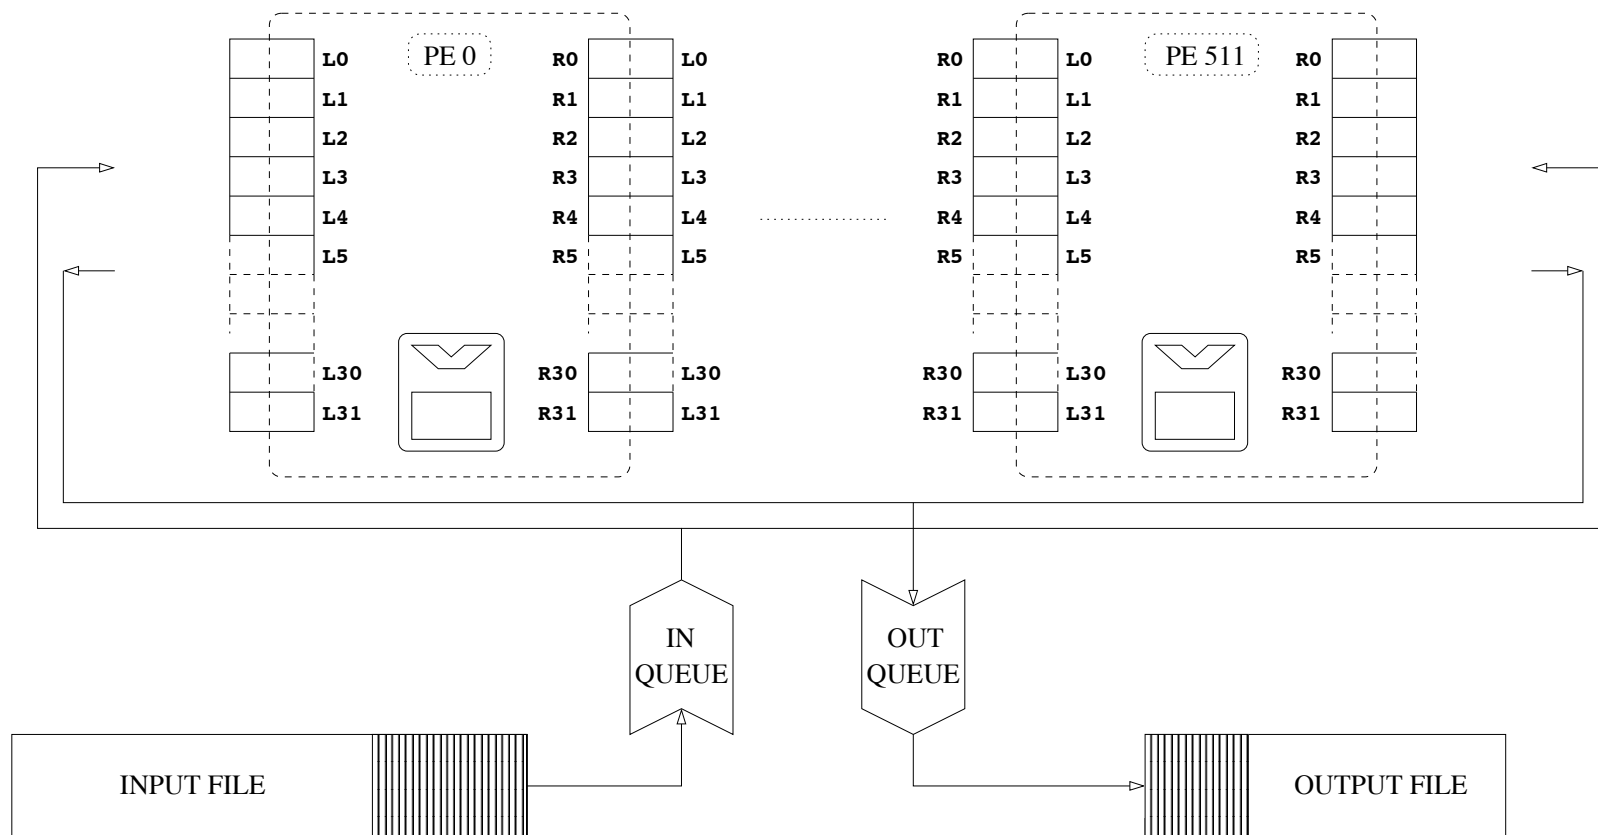 PE 0
PE 511
L0 R0 L0 R0 L0 R0
L1 R1 L1 R1 L1 R1
L2 R2 L2 R2 L2 R2
L3 R3 L3 R3 L3 R3
L4 R4 L4 R4 L4 R4
L5 R5 L5 R5 L5 R5
L30 R30 L30 R30 L30 R30
L31 R31 L31 R31 L31 R31
IN
QUEUE
OUT
QUEUE
INPUT FILE
OUTPUT FILE